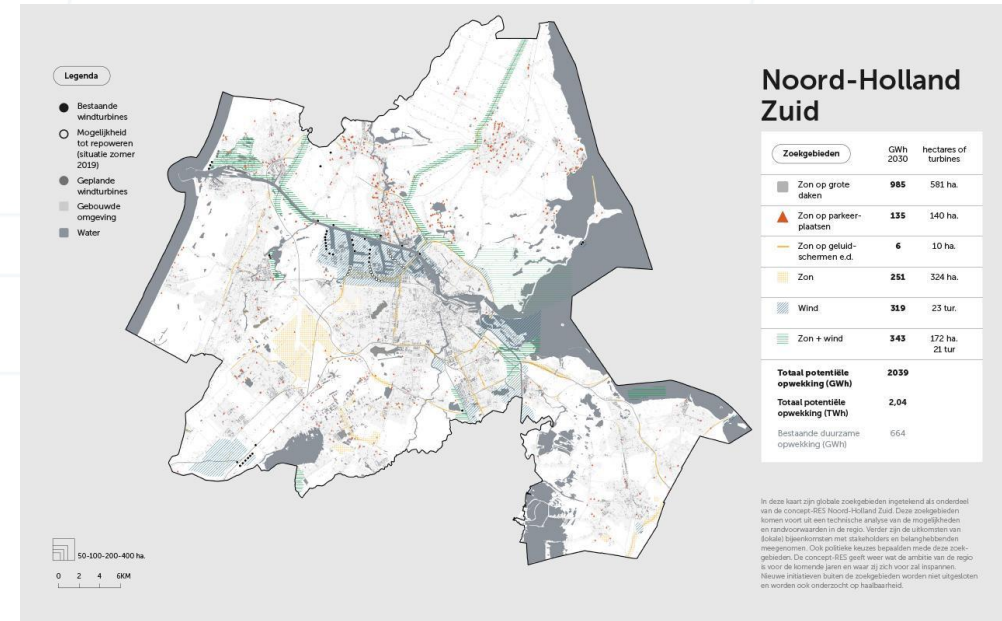 Legenda
Bestaande
windturbines
Mogelijkheid
tot repoweren
(situatie zomer
2019)
Geplande
windturbines
Gebouwde
omgeving
Water
50-100-200-400 ha.
0 2 4 6KM
Noord-Holland
Zuid
Zoekgebieden GWh 2030 hectares of turbines
Zon op grote daken 985 581 ha.
Zon op parkeer-
plaatsen 135 140 ha.
Zon op geluid-
schermen e.d. 6 10 ha.
Zon 251 324 ha.
Wind 319 23 tur.
Zon + wind 343 172 ha.
21 tur
Totaal potentiële 2039
opwekking (GWh)
Totaal potentiële 2,04
opwekking (TWh)
Bestaande duurzame 664
opwekking (GWh)
In deze kaart zijn globale zoekgebieden ingetekend als onderdeel
van de concept-RES Noord-Holland Zuid. Deze zoekgebieden
komen voort uit een technische analyse van de mogelijkheden
en randvoorwaarden in de regio. Verder zijn de uitkomsten van
(lokale) bijeenkomsten met stakeholders en belanghebbenden
meegenomen. Ook politieke keuzes bepaalden mede deze zoek-
gebieden. De concept-RES geeft weer wat de ambitie van de regio
is voor de komende jaren en waar zij zich voor zal inspannen.
Nieuwe initiatieven buiten de zoekgebieden worden niet uitgesloten
en worden ook onderzocht op haalbaarheid.